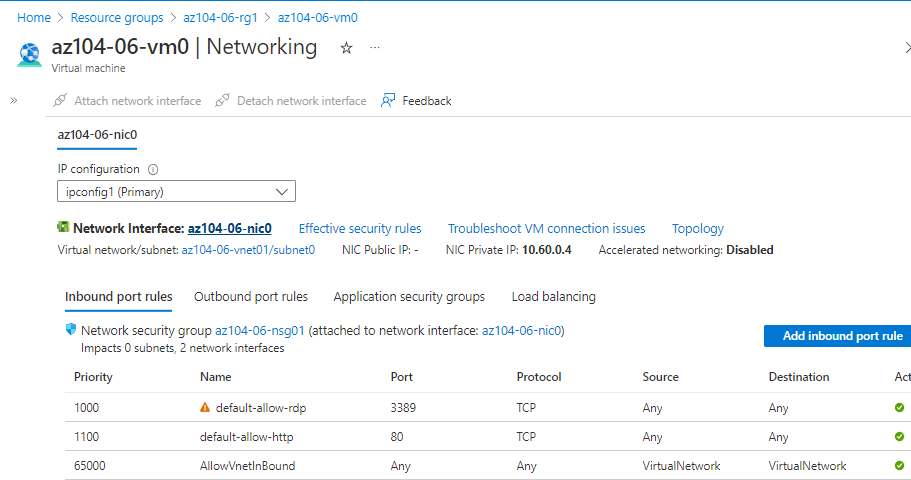 Home > Resource groups > az104-06-rg1 > az104-06-vm0
az104-06-vm0 | Networking ☆ ...
Virtual machine
» Attach network interface Detach network interface Feedback
az104-06-nic0
IP configuration
ipconfig1 (Primary)
Network Interface: az104-06-nic0 Effective security rules Troubleshoot VM connection issues Topology
Virtual network/subnet: az104-06-vnet01/subnet0 NIC Public IP: - NIC Private IP: 10.60.0.4 Accelerated networking: Disabled
Inbound port rules Outbound port rules Application security groups Load balancing
Network security group az104-06-nsg01 (attached to network interface: az104-06-nic0)
Impacts 0 subnets, 2 network interfaces
Add inbound port rule
Priority Name Port Protocol Source Destination Act
1000 default-allow-rdp 3389 TCP Any Any
1100 default-allow-http 80 TCP Any Any
65000 AllowVnetInBound Any Any VirtualNetwork VirtualNetwork